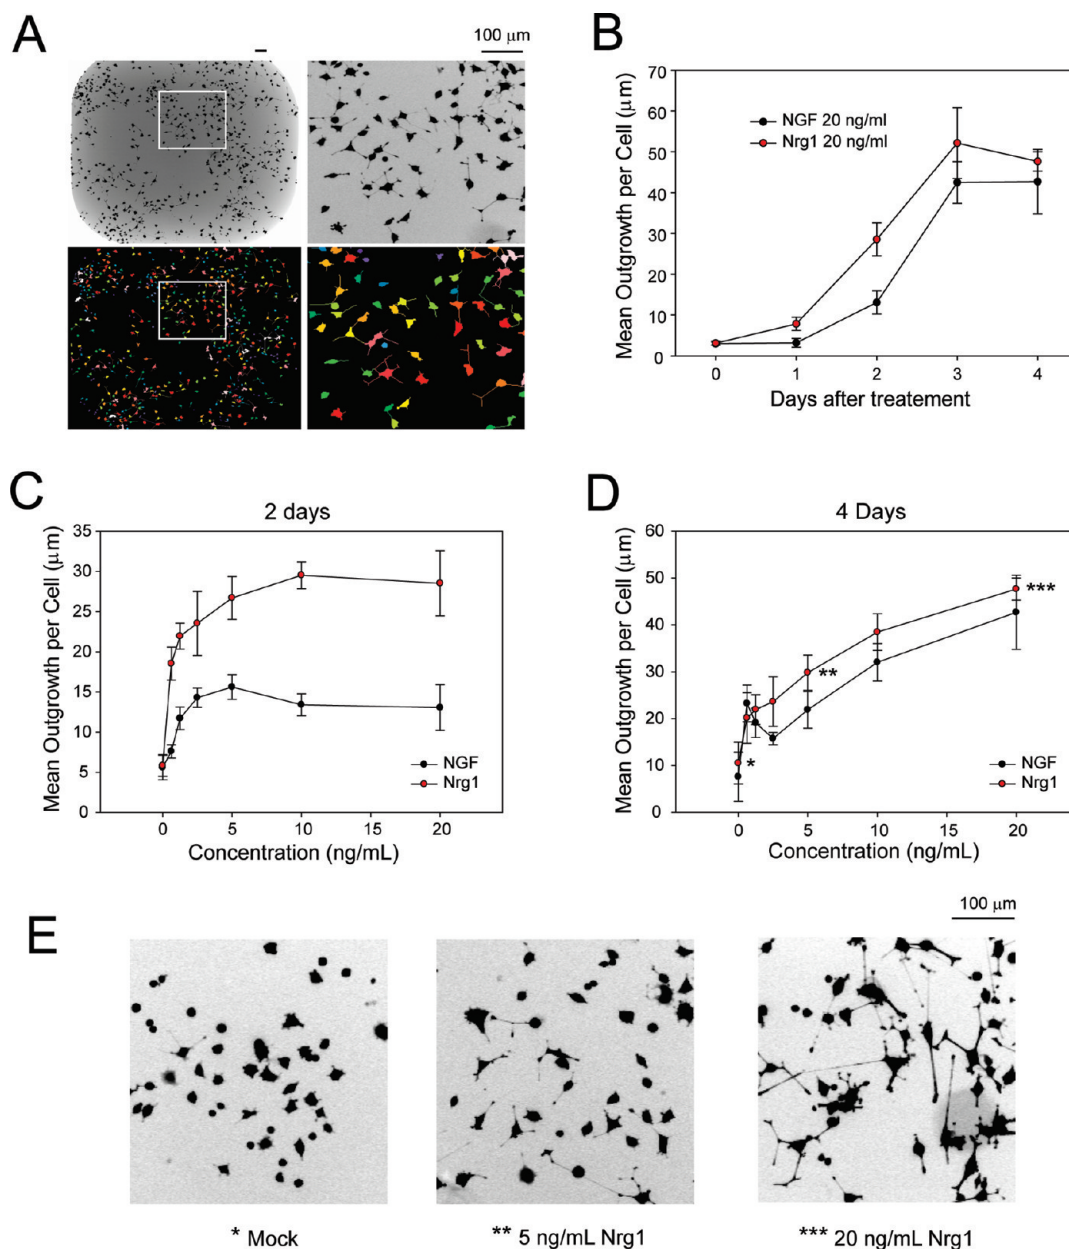 A
100 μm
B
Mean Outgrowth per Cell (μm)
70
60
50
40
30
20
10
0
NGF 20 ng/ml
Nrg1 20 ng/ml
0 1 2 3 4
Days after treatement
C
2 days
Mean Outgrowth per Cell (μm)
35
30
25
20
15
10
5
0
NGF
Nrg1
0 5 10 15 20
Concentration (ng/mL)
D
4 Days
Mean Outgrowth per Cell (μm)
60
50
40
30
20
10
0
***
**
*
NGF
Nrg1
0 5 10 15 20
Concentration (ng/mL)
E
100 μm
* Mock
** 5 ng/mL Nrg1
*** 20 ng/mL Nrg1